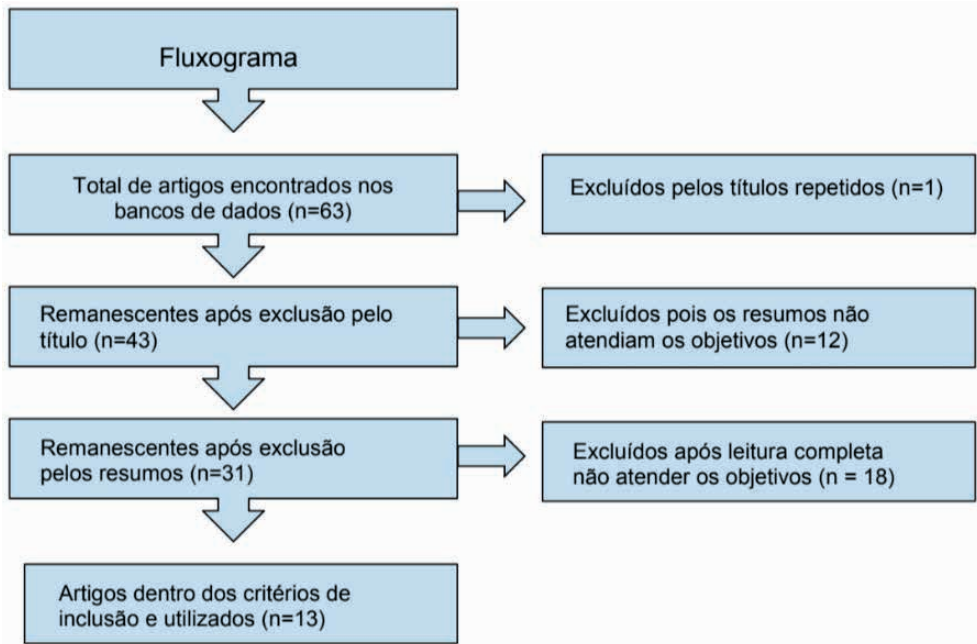 Fluxograma
Total de artigos encontrados nos
bancos de dados (n=63)
Excluídos pelos títulos repetidos (n=1)
Remanescentes após exclusão pelo
título (n=43)
Excluídos pois os resumos não
atendiam os objetivos (n=12)
Remanescentes após exclusão
pelos resumos (n=31)
Excluídos após leitura completa
não atender os objetivos (n = 18)
Artigos dentro dos critérios de
inclusão e utilizados (n=13)